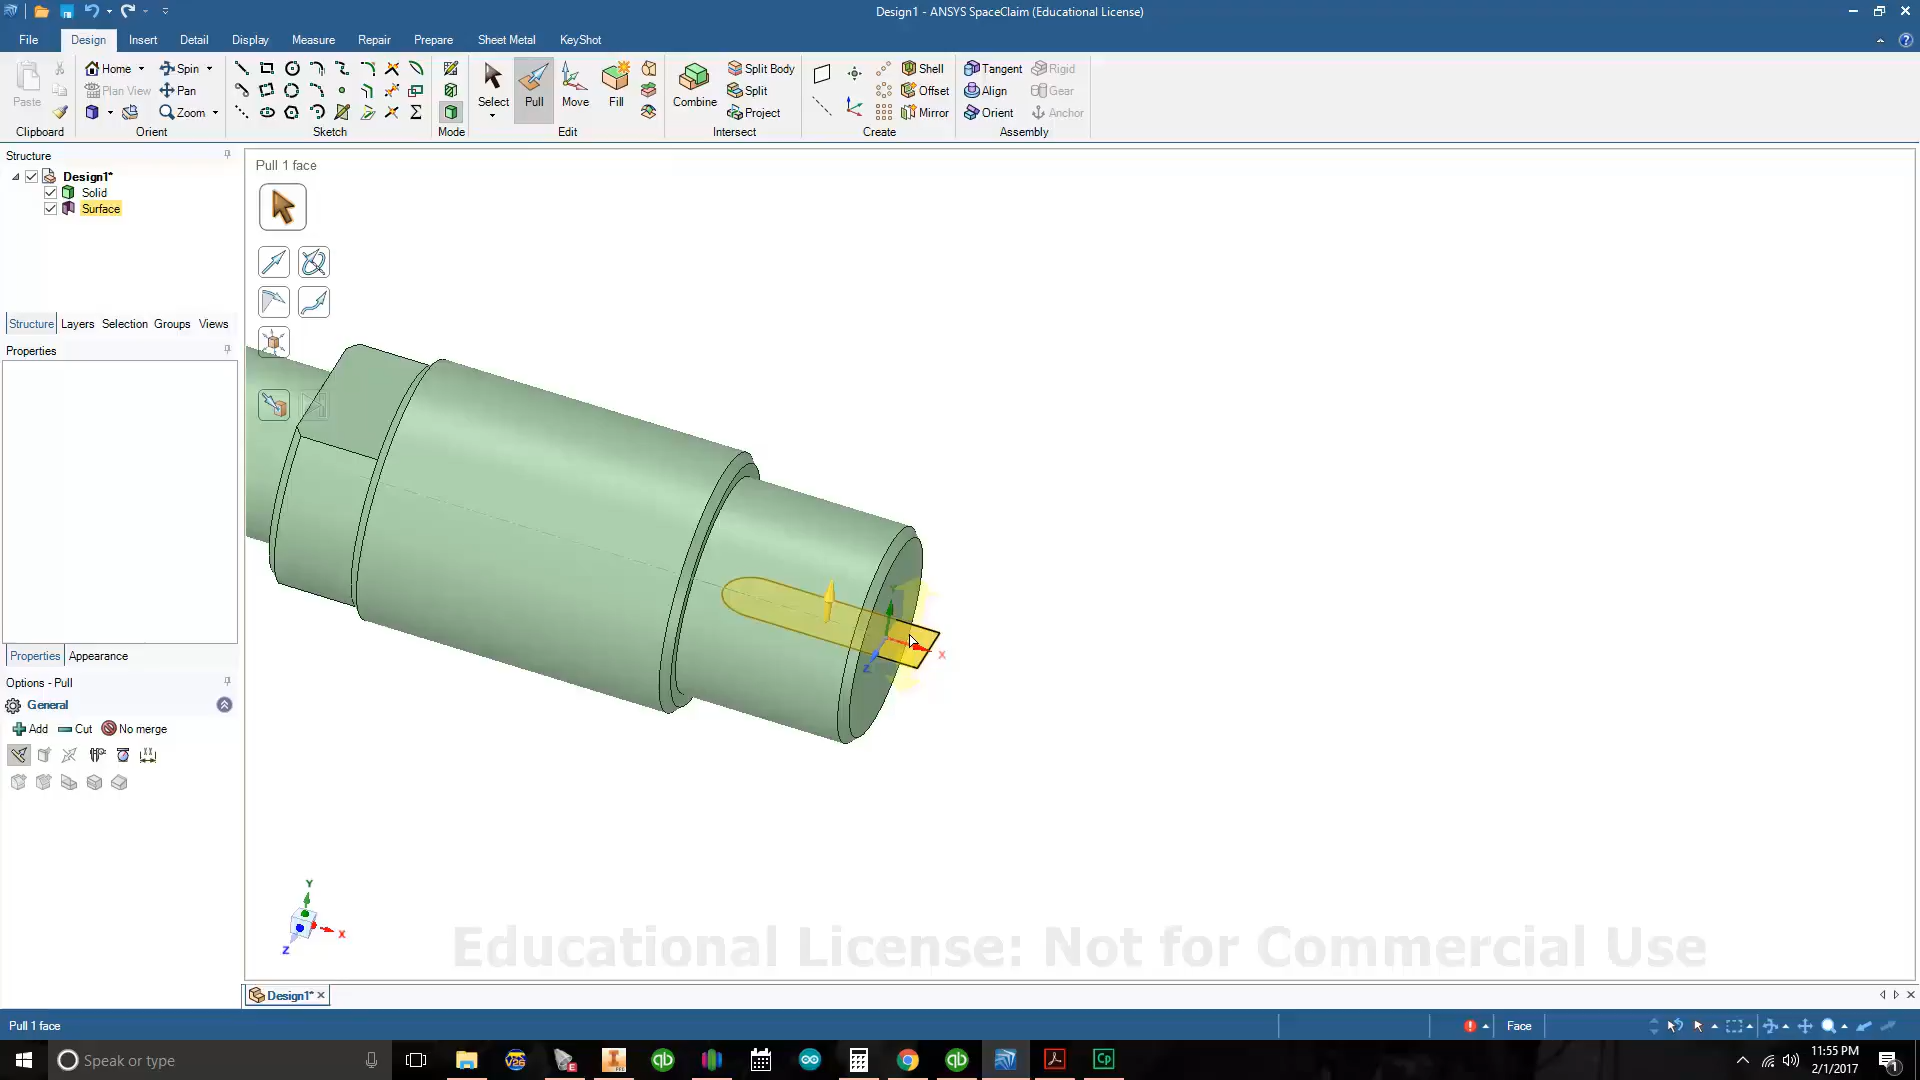 Design1 - ANSYS SpaceClaim (Educational License)
File Design Insert Detail Display Measure Repair Prepare Sheet Metal KeyShot
Paste
Home Spin
Plan View Pan
Zoom
Select Pull Move Fill
Combine
Split Body
Split
Project
Shell
Offset
Mirror
Tangent Rigid
Align Gear
Orient Anchor
Clipboard Orient Sketch Mode Edit Intersect Create Assembly
Structure
Design1*
Solid
Surface
Structure Layers Selection Groups Views
Properties
Properties Appearance
Options - Pull
General
Add Cut No merge
Pull 1 face
X
Z
Y
X
Z
Educational License: Not for Commercial Use
Design1*
Pull 1 face
Face
Speak or type
11:55 PM
2/1/2017